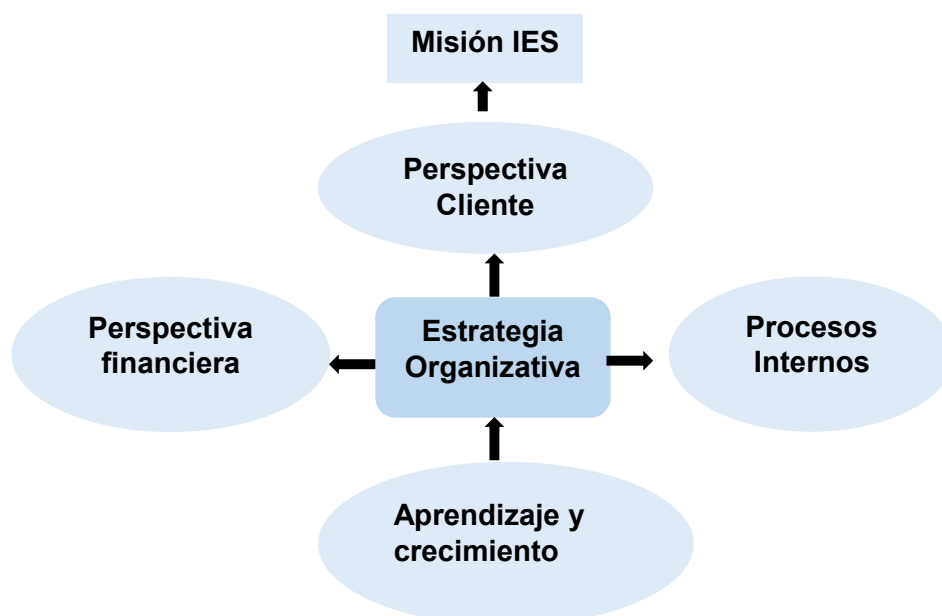 Misión IES
Perspectiva
Cliente
Perspectiva
financiera
Estrategia
Organizativa
Procesos
Internos
Aprendizaje y
crecimiento